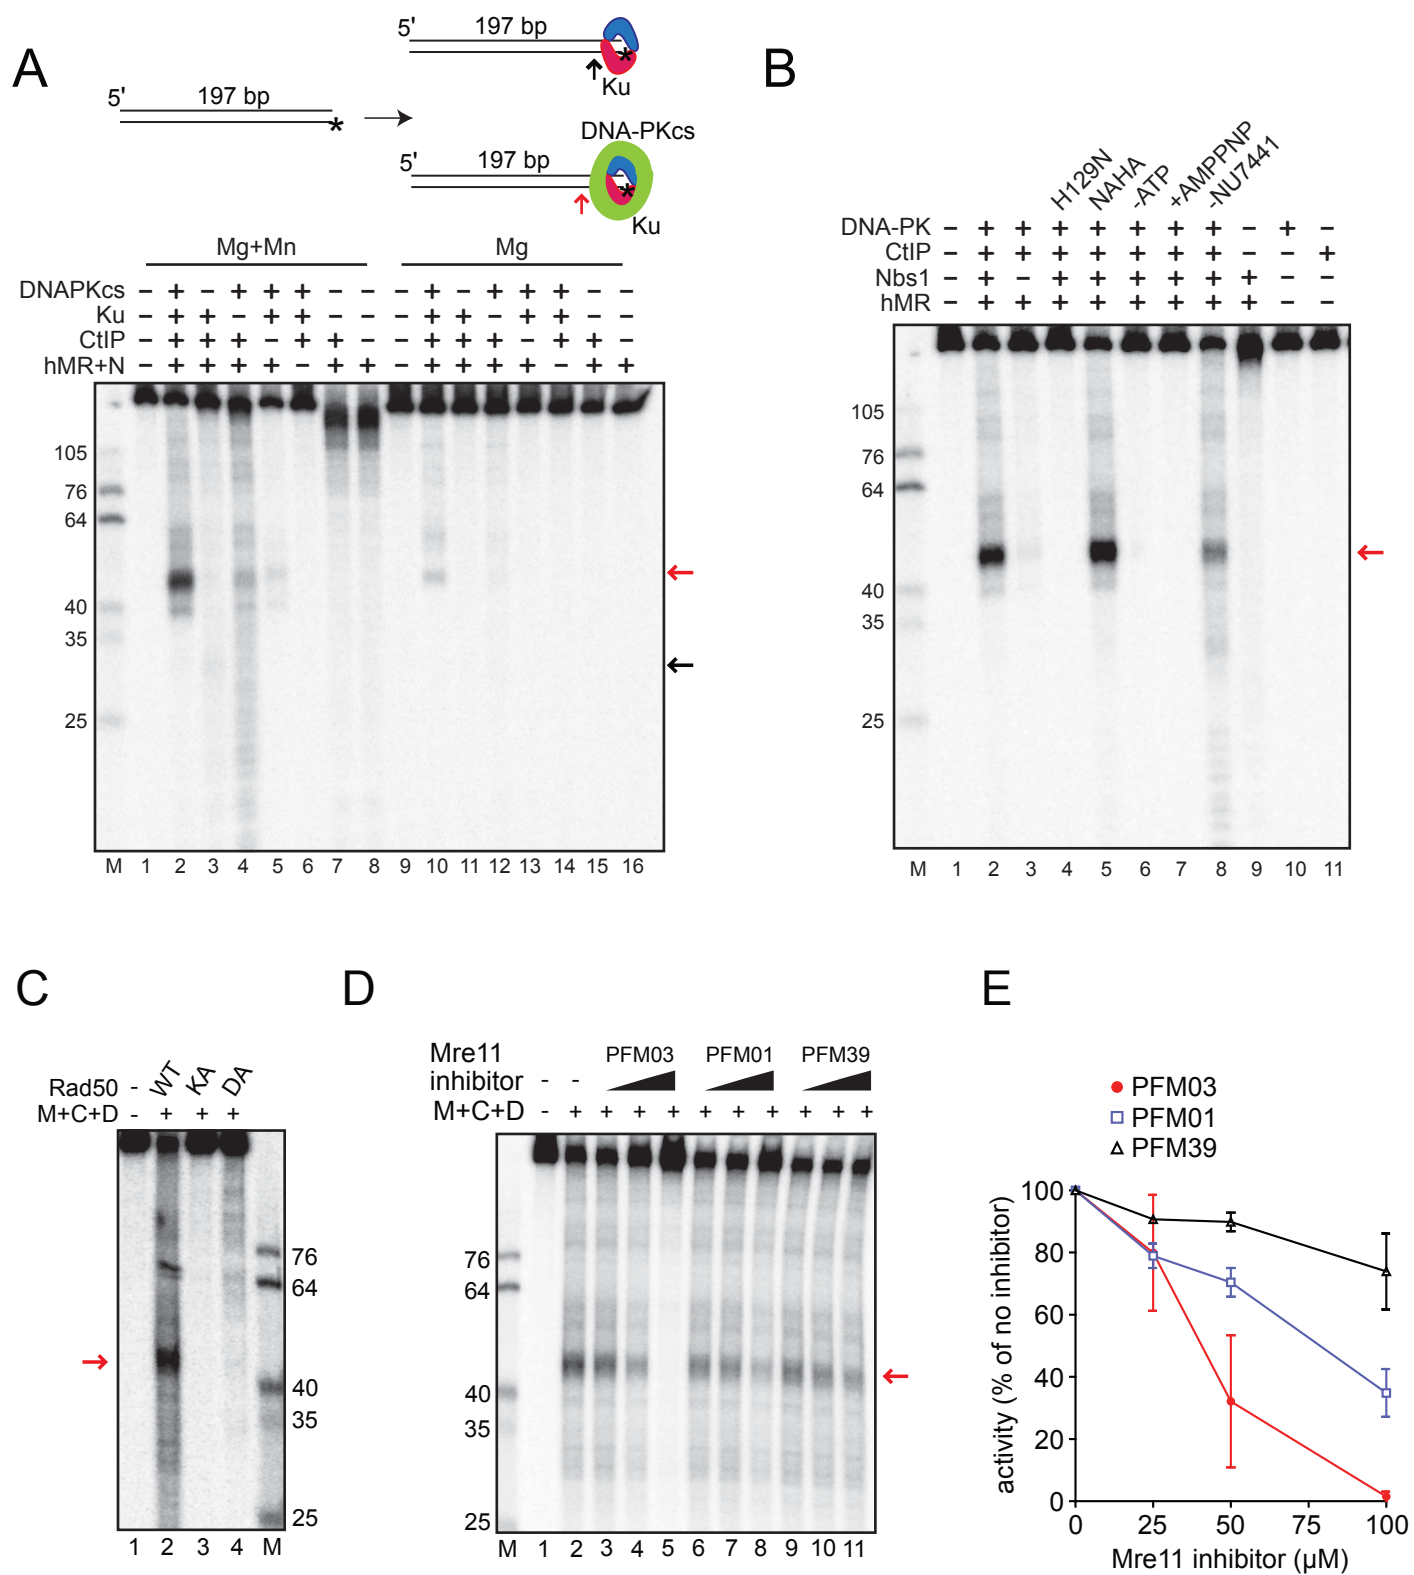 A
5'
197 bp
*
5'
197 bp
*
Ku
DNA-PKcs
5'
197 bp
*
Ku
Mg+Mn
Mg
DNAPKcs − + − + + + − − − + − + + + − −
Ku − + + − + + − − − + + − + + − −
CtIP − + + + − + + − − + + + − + + −
hMR+N − + + + + − + + − + + + + − + +
105
76
64
40
35
25
M 1 2 3 4 5 6 7 8 9 10 11 12 13 14 15 16
B
H129N
NAHA
-ATP
+AMPPNP
-NU7441
DNA-PK − + + + + + + + − + −
CtIP − + + + + + + + − − +
Nbs1 − + − + + + + + + − −
hMR − + + + + + + + + − −
105
76
64
40
35
25
M 1 2 3 4 5 6 7 8 9 10 11
C
Rad50 - WT KA DA
M+C+D - + + +
76
64
40
35
25
1 2 3 4 M
D
Mre11
inhibitor - - PFM03 PFM01 PFM39
M+C+D - + + + + + + + + + +
76
64
40
35
25
M 1 2 3 4 5 6 7 8 9 10 11
E
PFM03
PFM01
PFM39
activity (% of no inhibitor)
100
80
60
40
20
0
0 25 50 75 100
Mre11 inhibitor (µM)